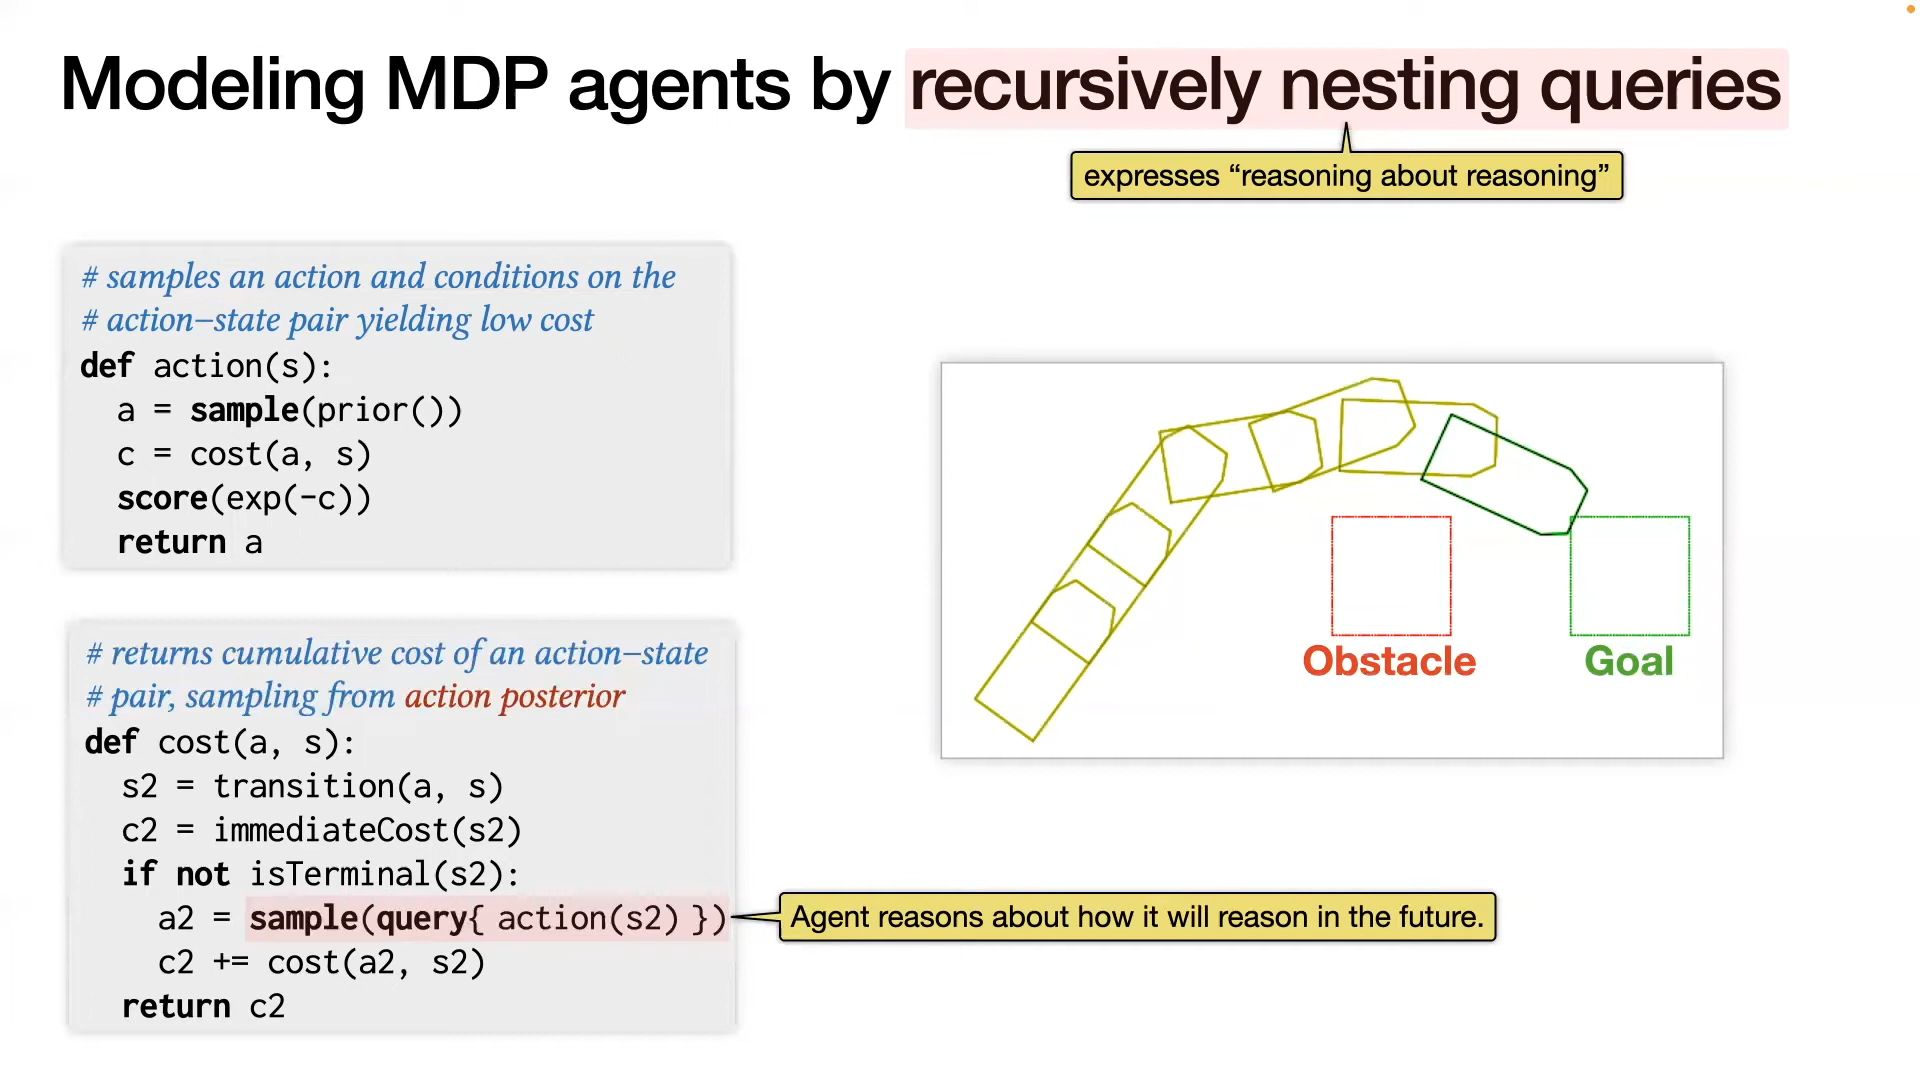 Modeling MDP agents by recursively nesting queries
expresses “reasoning about reasoning”
# samples an action and conditions on the
# action–state pair yielding low cost
def action(s):
a = sample(prior())
c = cost(a, s)
score(exp(-c))
return a
# returns cumulative cost of an action–state
# pair, sampling from action posterior
def cost(a, s):
s2 = transition(a, s)
c2 = immediateCost(s2)
if not isTerminal(s2):
a2 = sample(query{ action(s2) })
c2 += cost(a2, s2)
return c2
Agent reasons about how it will reason in the future.
Obstacle
Goal